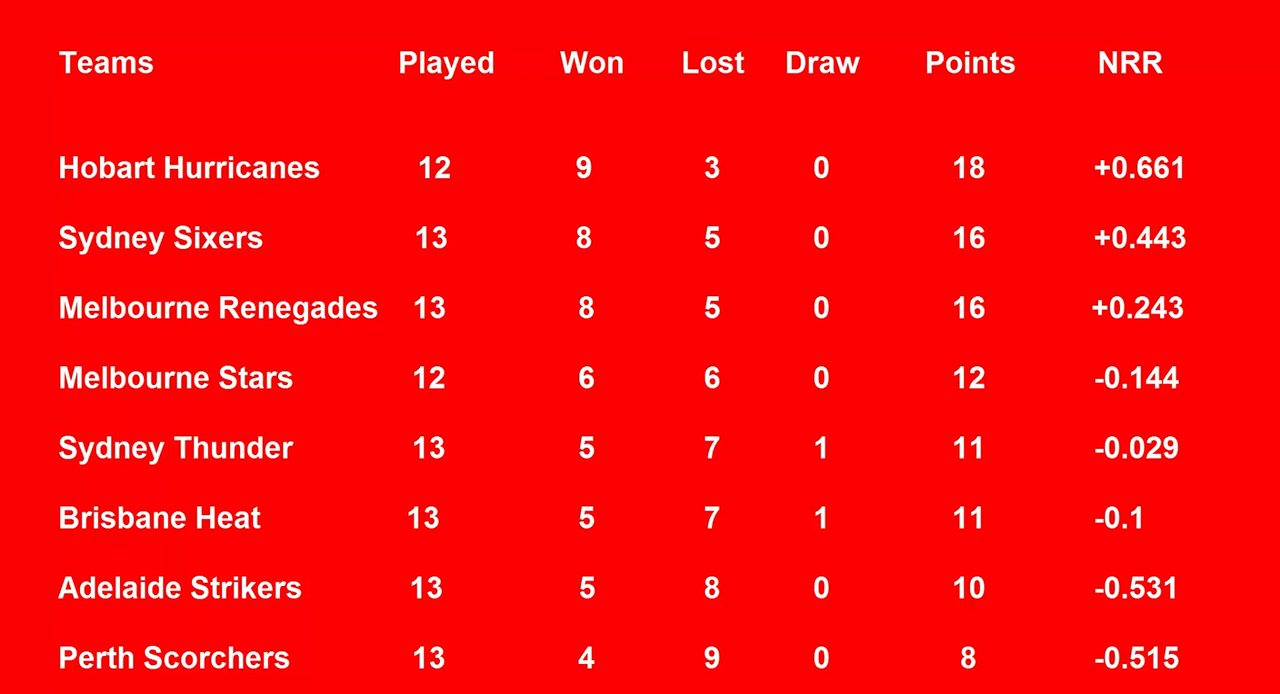 Teams Played Won Lost Draw Points NRR
Hobart Hurricanes 12 9 3 0 18 +0.661
Sydney Sixers 13 8 5 0 16 +0.443
Melbourne Renegades 13 8 5 0 16 +0.243
Melbourne Stars 12 6 6 0 12 -0.144
Sydney Thunder 13 5 7 1 11 -0.029
Brisbane Heat 13 5 7 1 11 -0.1
Adelaide Strikers 13 5 8 0 10 -0.531
Perth Scorchers 13 4 9 0 8 -0.515